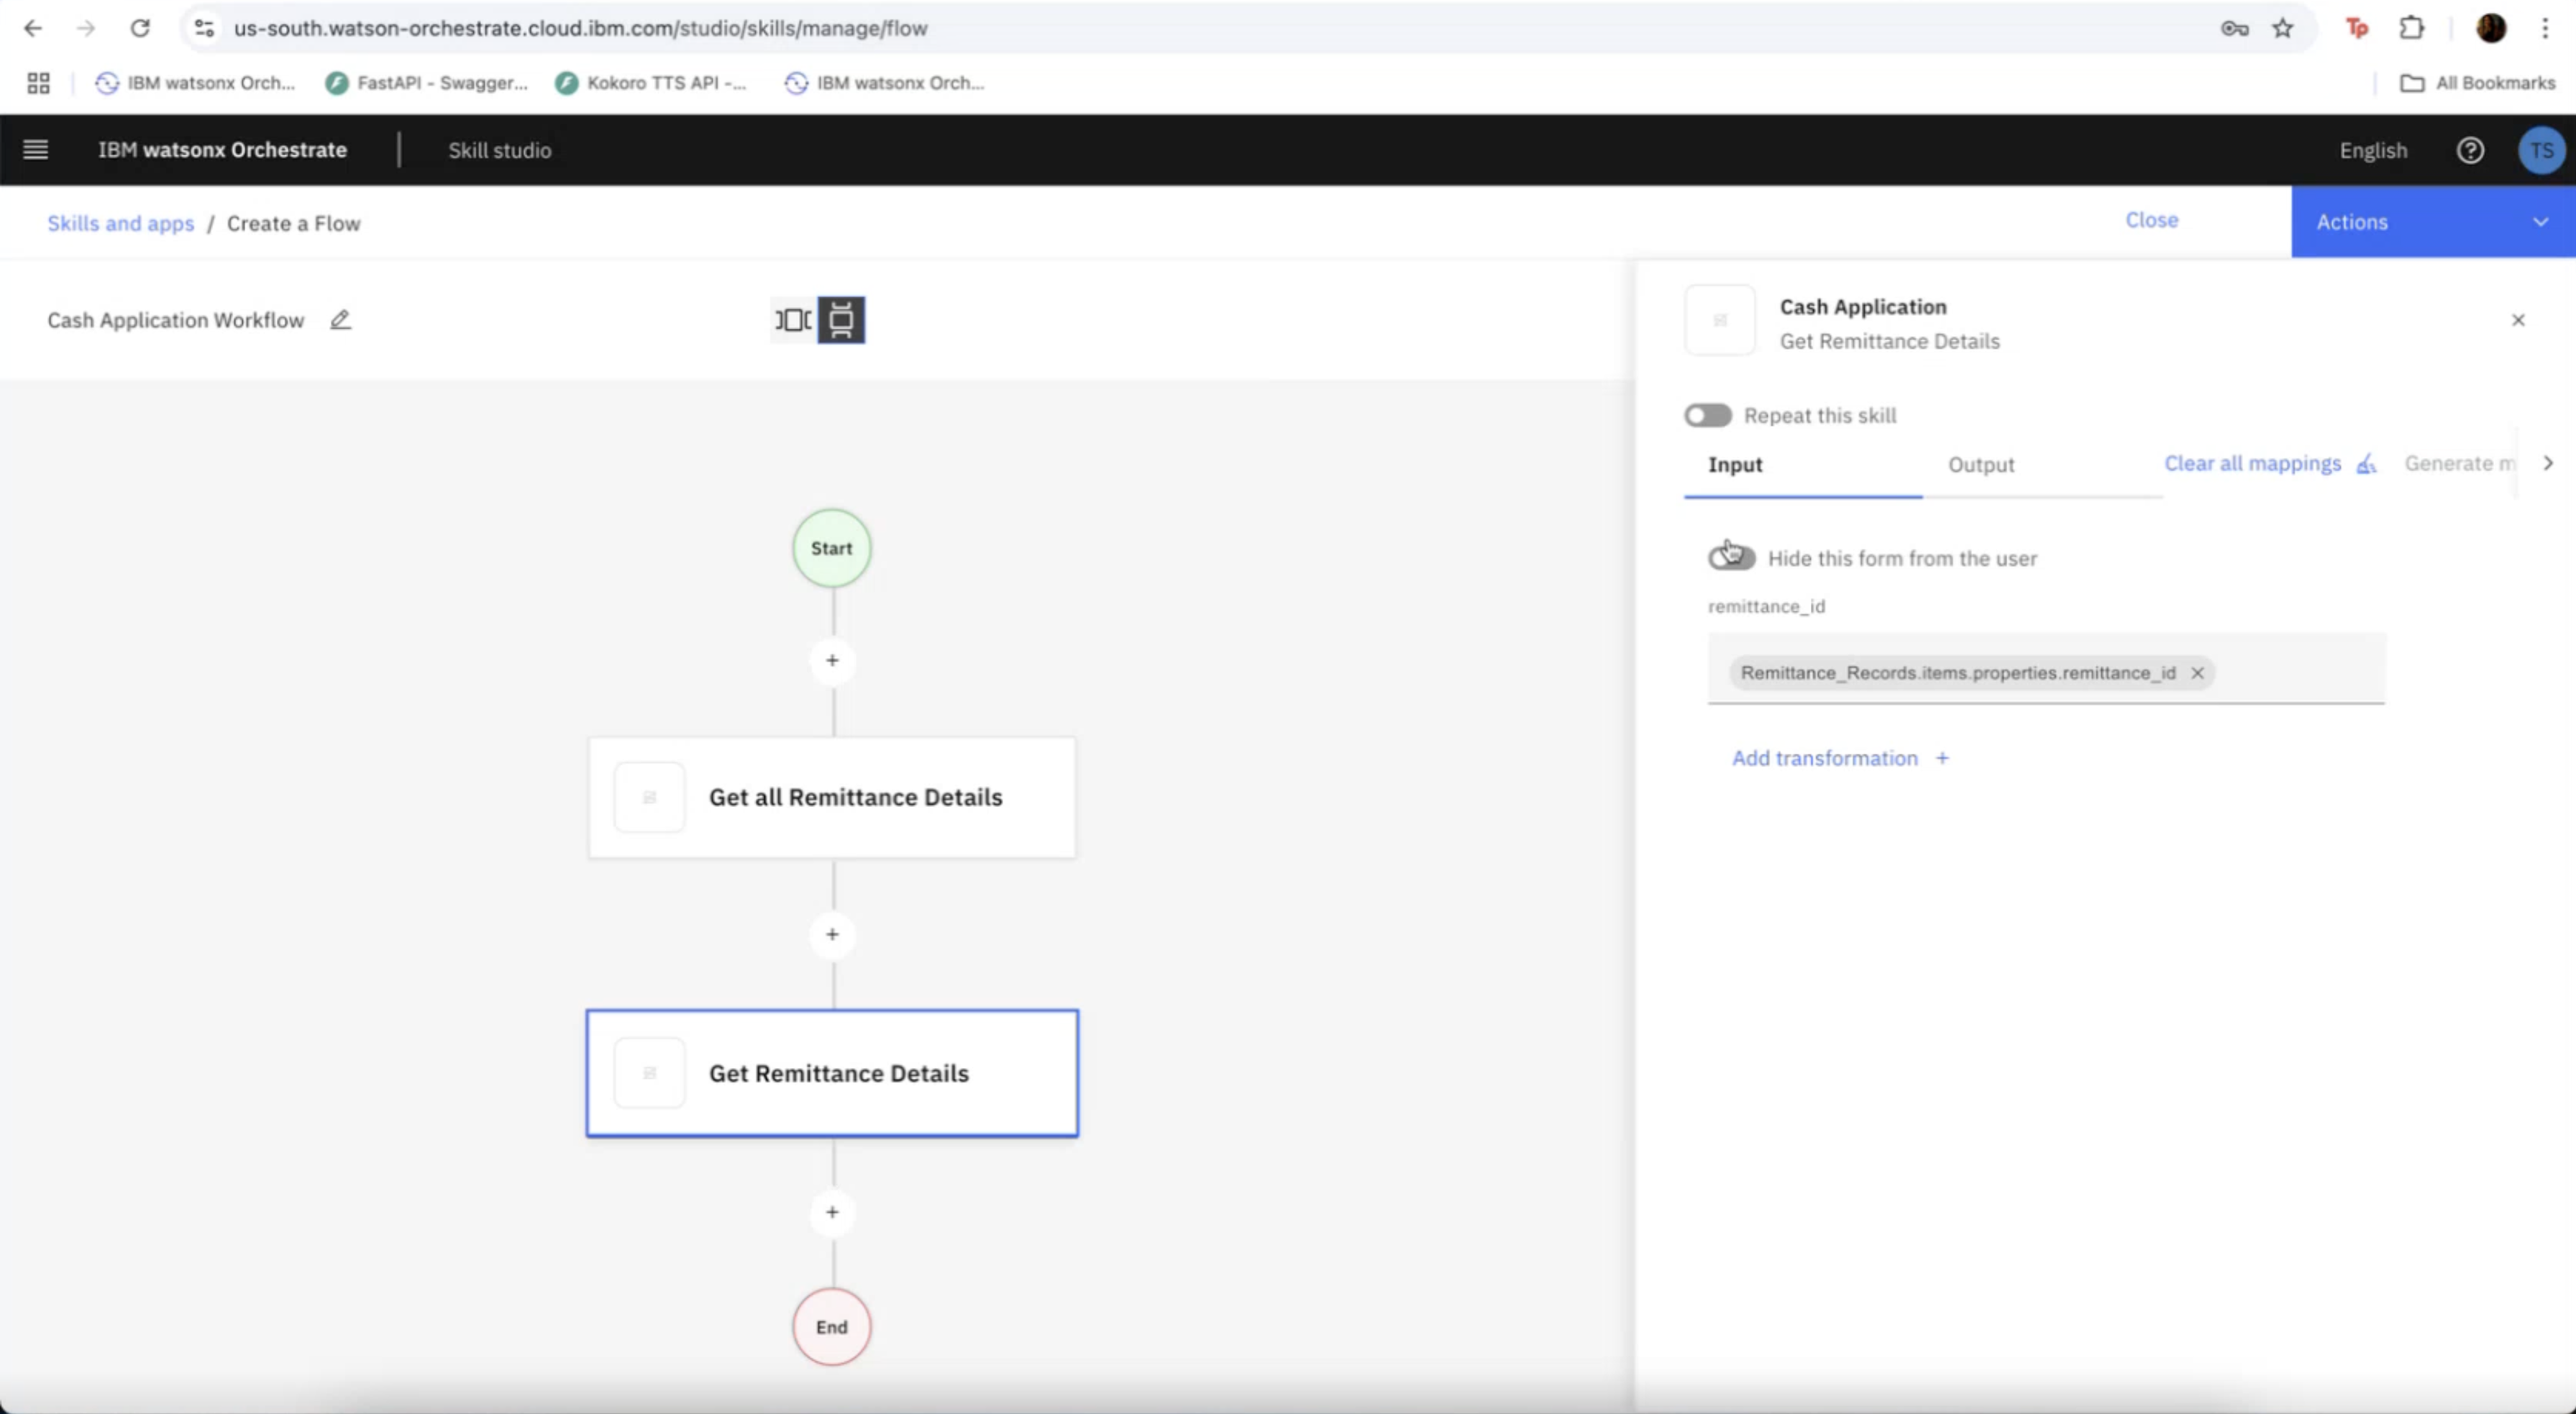 us-south.watson-orchestrate.cloud.ibm.com/studio/skills/manage/flow
Tp
IBM watsonx Orch...
FastAPI - Swagger...
Kokoro TTS API -...
IBM watsonx Orch...
All Bookmarks
IBM watsonx Orchestrate
Skill studio
English
TS
Skills and apps / Create a Flow
Close
Actions
Cash Application Workflow
Cash Application
Get Remittance Details
Repeat this skill
Input
Output
Clear all mappings
Generate m
Hide this form from the user
remittance_id
Remittance_Records.items.properties.remittance_id
Add transformation +
Start
+
Get all Remittance Details
+
Get Remittance Details
+
End